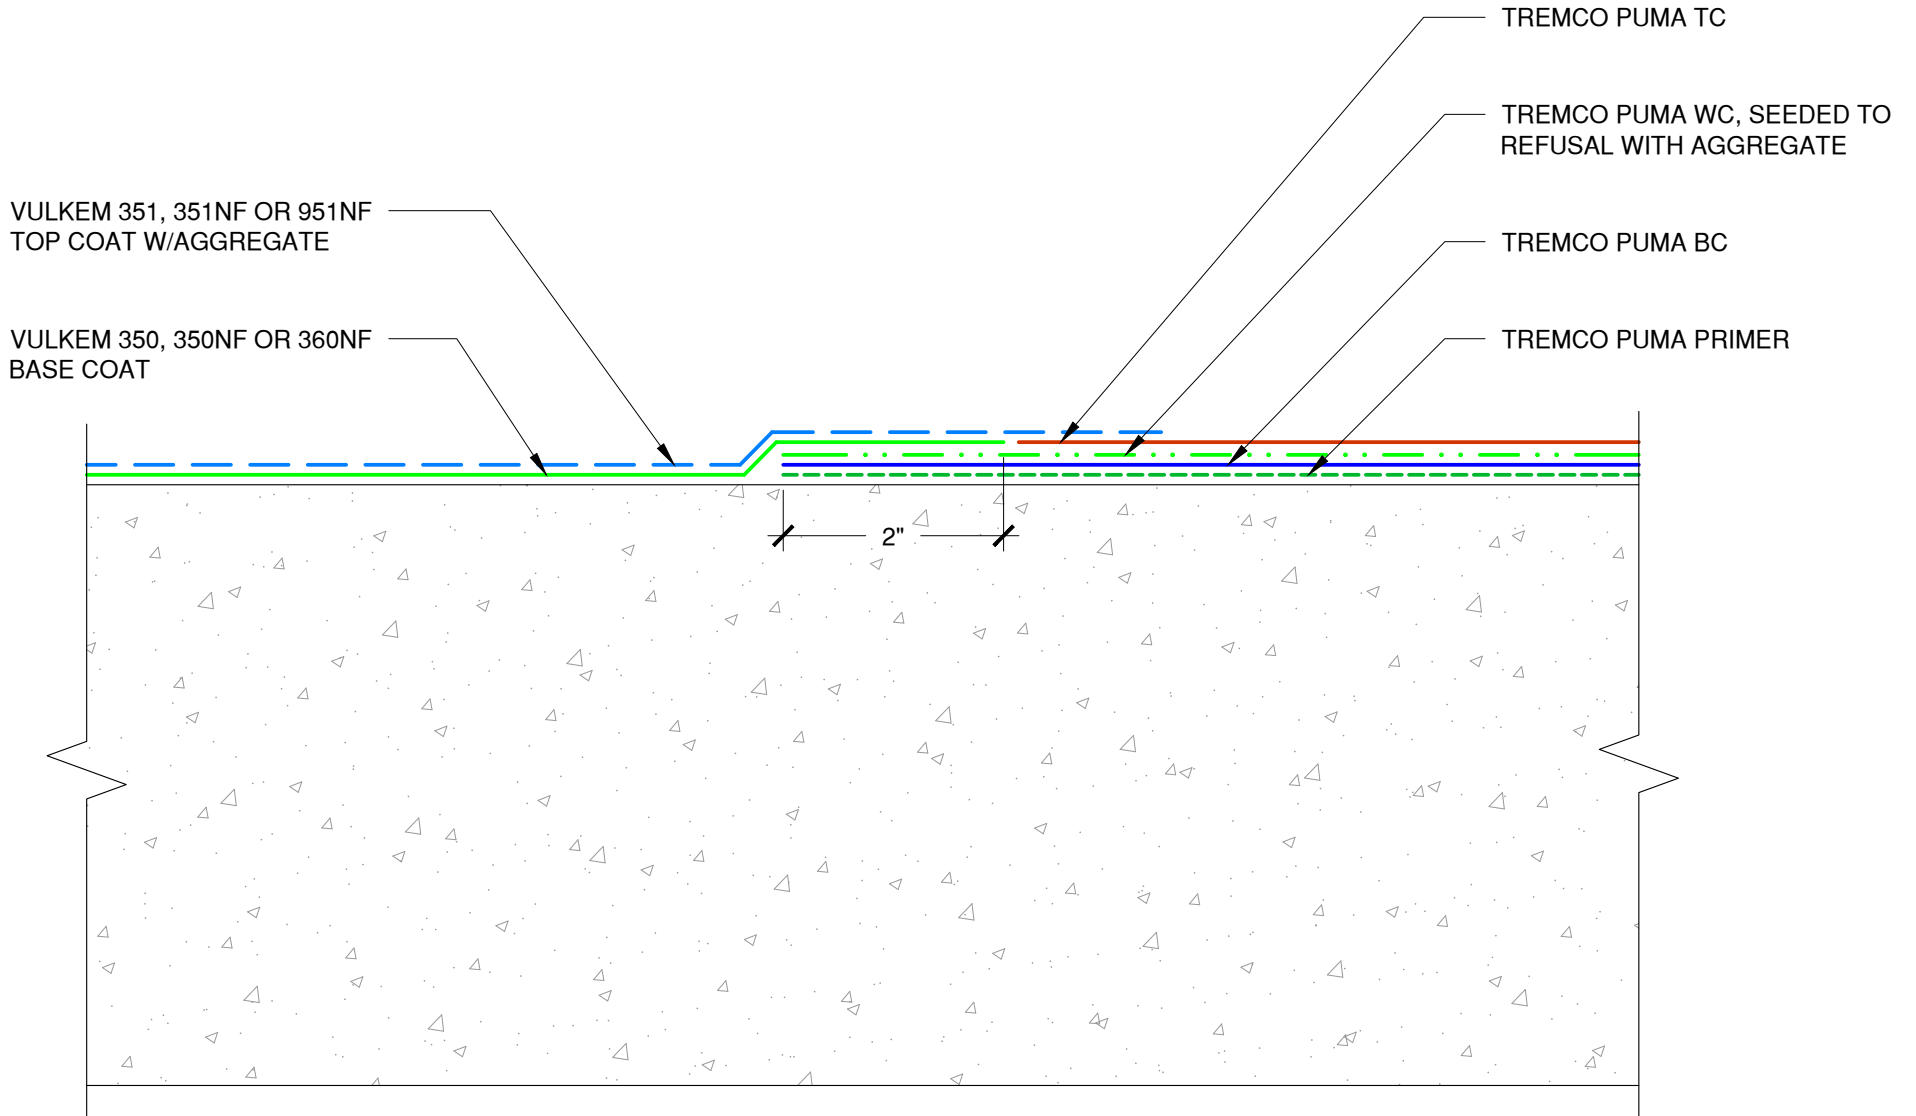 TREMCO PUMA TC
TREMCO PUMA WC, SEEDED TO
REFUSAL WITH AGGREGATE
VULKEM 351, 351NF OR 951NF
TOP COAT W/AGGREGATE
TREMCO PUMA BC
VULKEM 350, 350NF OR 360NF
BASE COAT
TREMCO PUMA PRIMER
2"